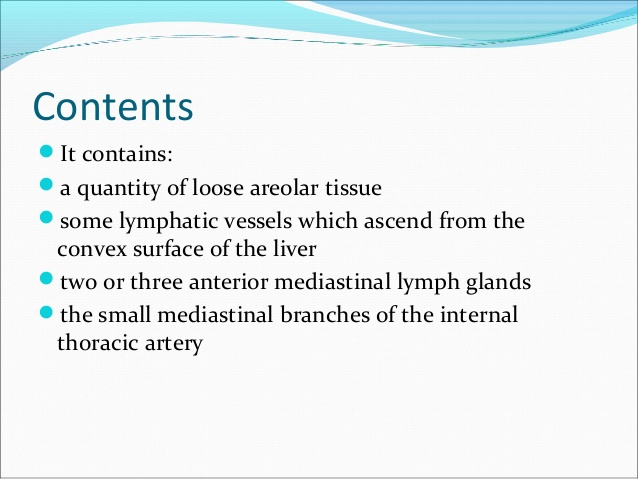 Contents
It contains:
a quantity of loose areolar tissue
some lymphatic vessels which ascend from the
convex surface of the liver
two or three anterior mediastinal lymph glands
the small mediastinal branches of the internal
thoracic artery